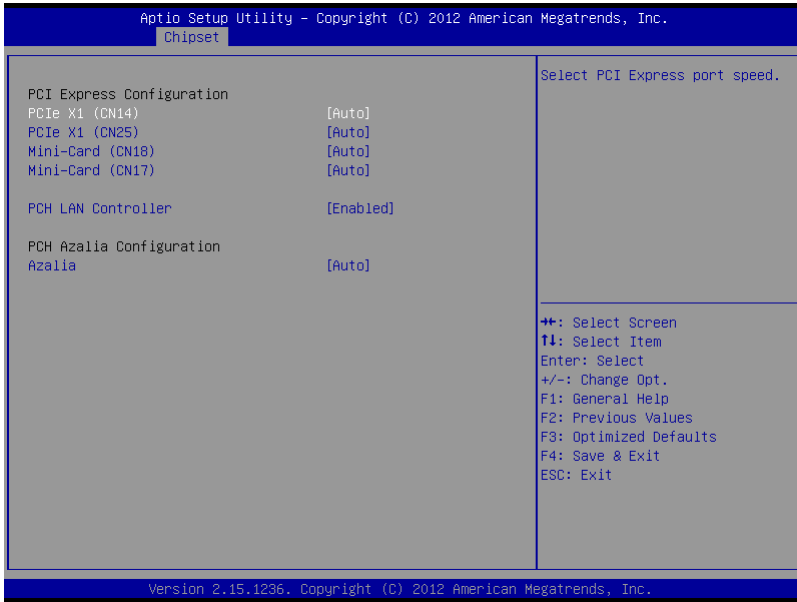 Aptio Setup Utility – Copyright (C) 2012 American Megatrends, Inc.
Chipset
PCI Express Configuration
PCIe X1 (CN14) [Auto]
PCIe X1 (CN25) [Auto]
Mini-Card (CN18) [Auto]
Mini-Card (CN17) [Auto]
PCH LAN Controller [Enabled]
PCH Azalia Configuration
Azalia [Auto]
Select PCI Express port speed.
→←: Select Screen
↑↓: Select Item
Enter: Select
+/-: Change Opt.
F1: General Help
F2: Previous Values
F3: Optimized Defaults
F4: Save & Exit
ESC: Exit
Version 2.15.1236. Copyright (C) 2012 American Megatrends, Inc.